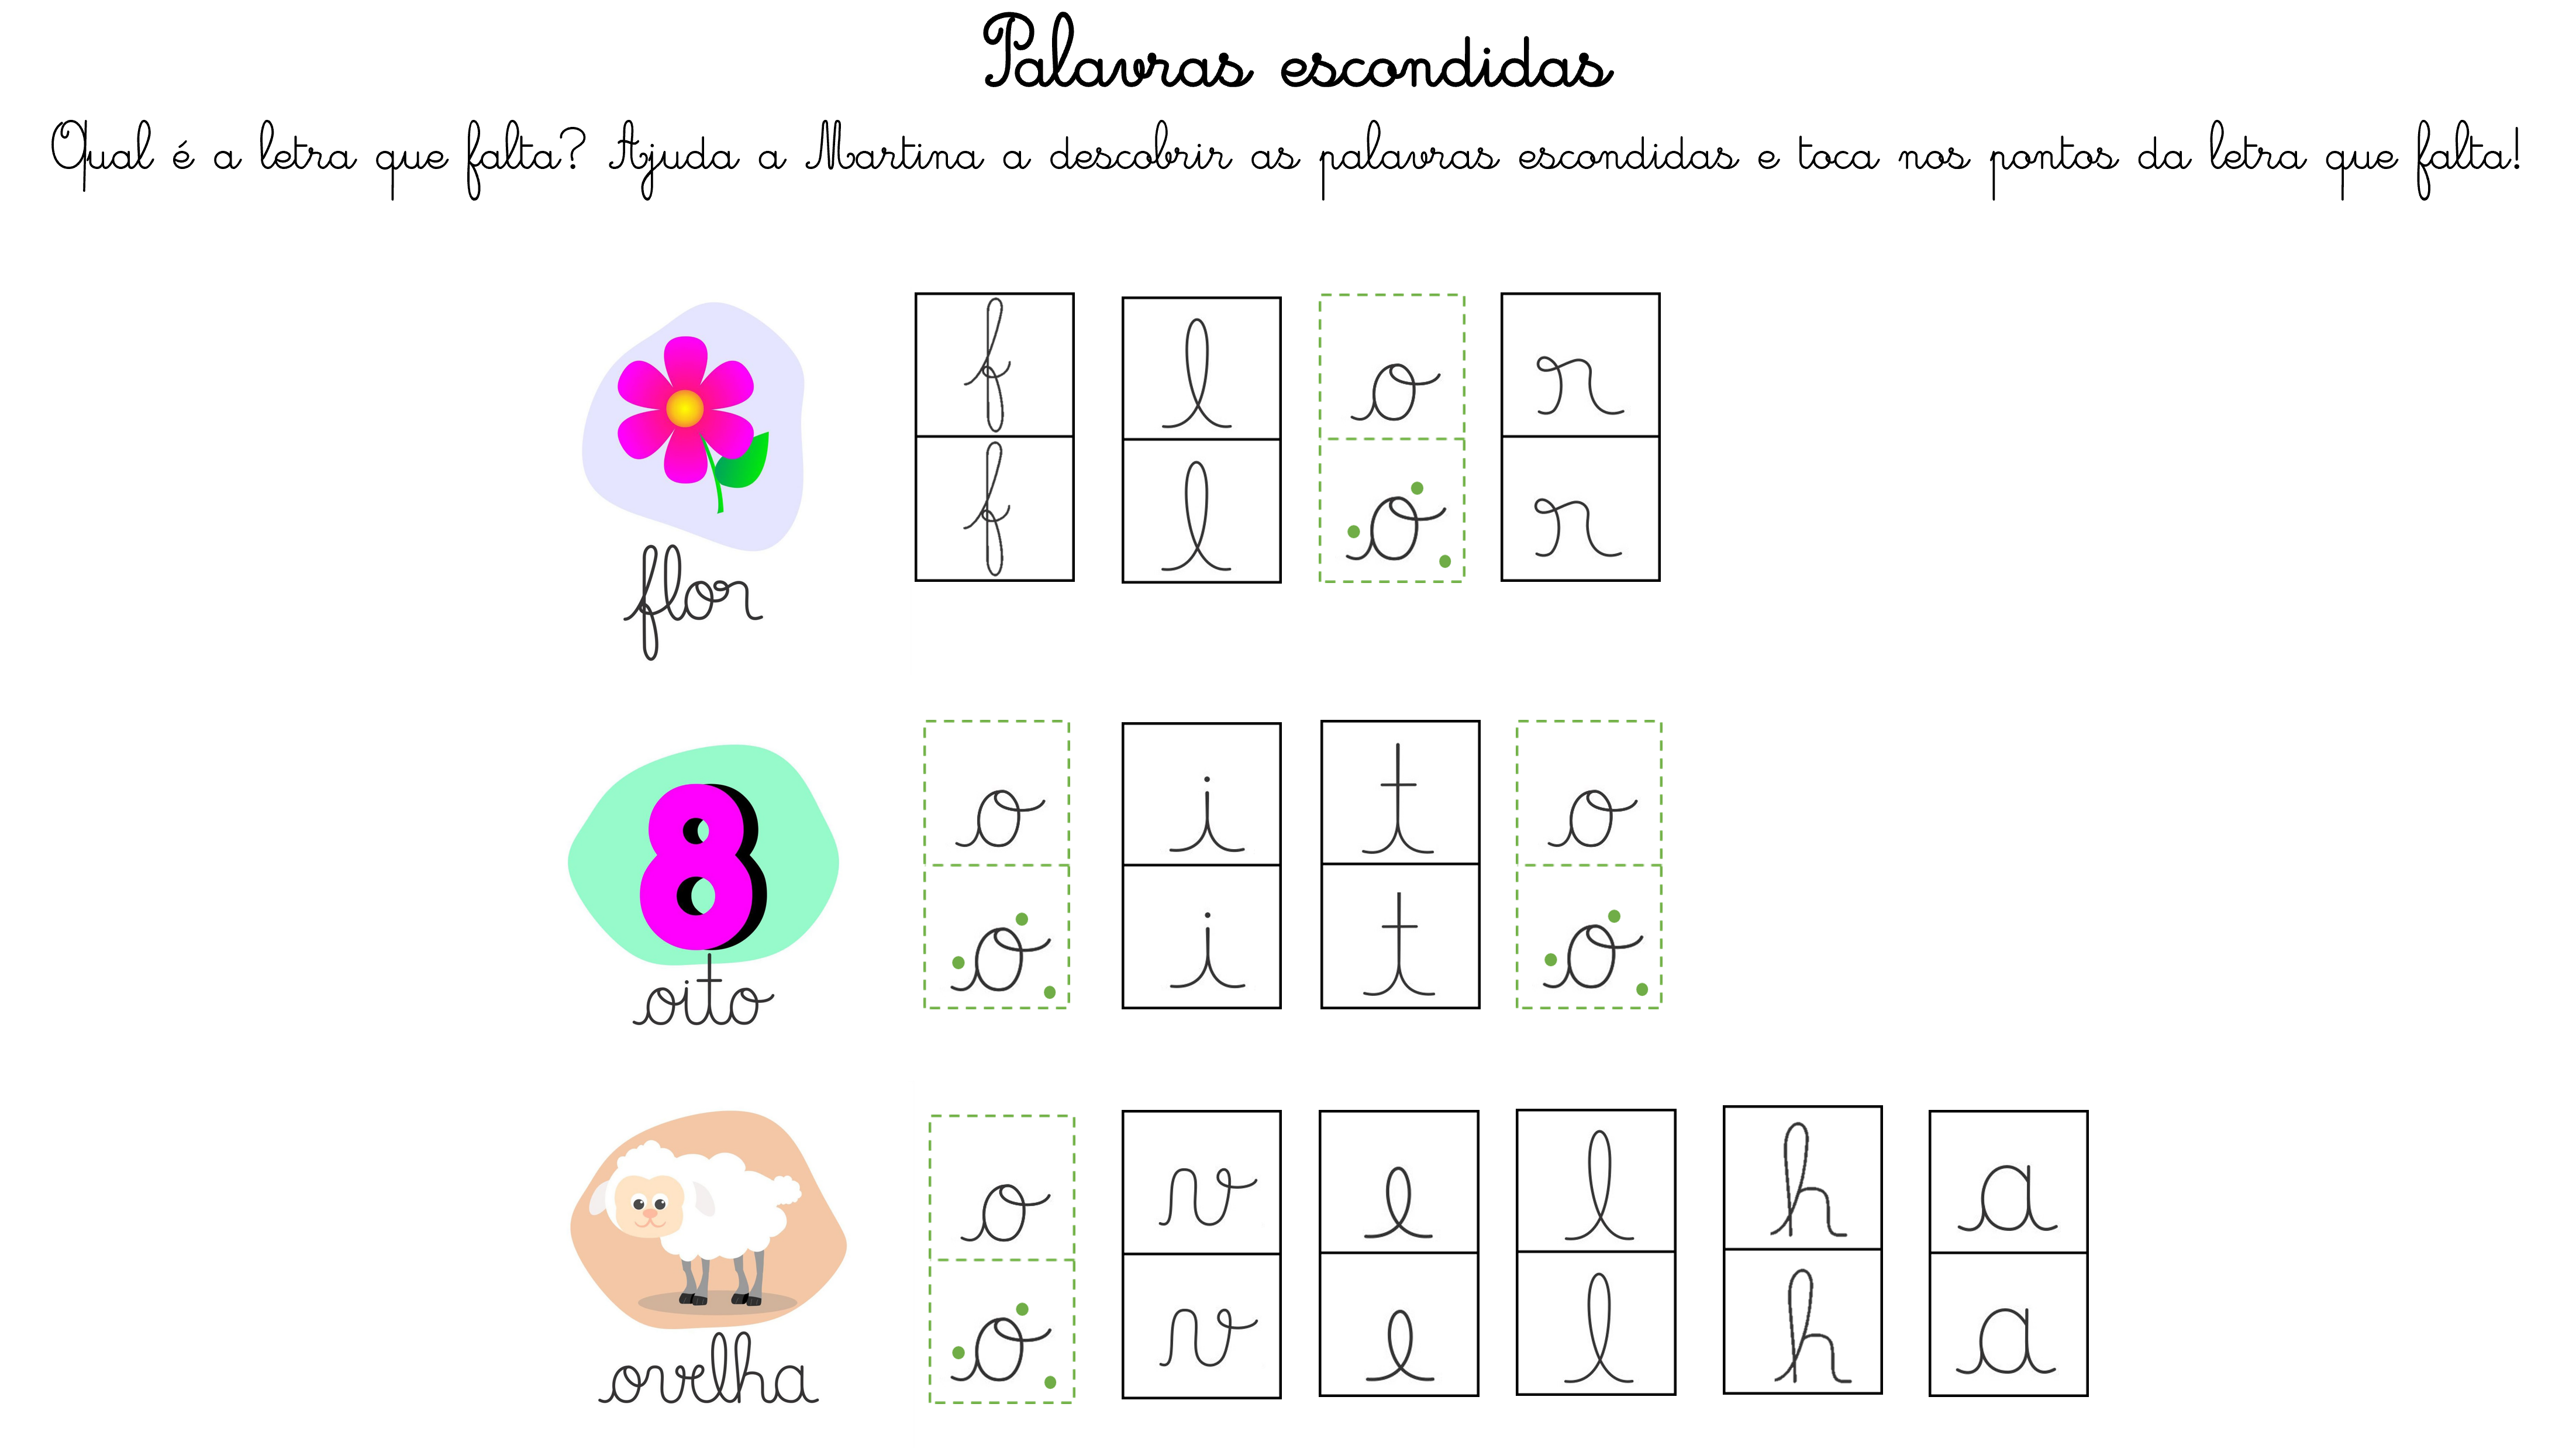 Palavras escondidas
Qual é a letra que falta? Ajuda a Martina a descobrir as palavras escondidas e toca nos pontos da letra que falta!
f l o r
f l o r
flor
o i t o
8
o i t o
oito
o v e l h a
o v e l h a
ovelha